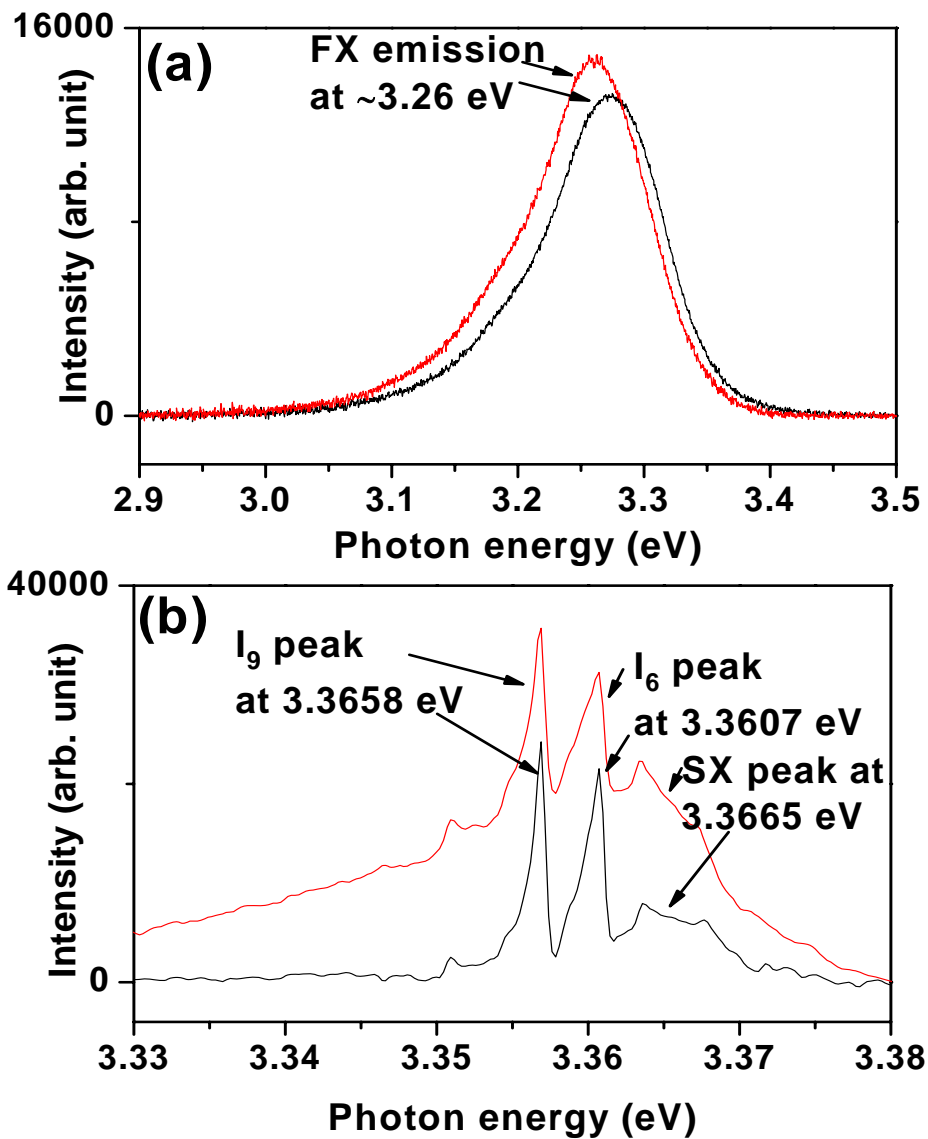 16000
(a)
FX emission
at ~3.26 eV
Intensity (arb. unit)
0
2.9 3.0 3.1 3.2 3.3 3.4 3.5
Photon energy (eV)
40000
(b)
I₉ peak
at 3.3658 eV
I₆ peak
at 3.3607 eV
SX peak at
3.3665 eV
Intensity (arb. unit)
0
3.33 3.34 3.35 3.36 3.37 3.38
Photon energy (eV)